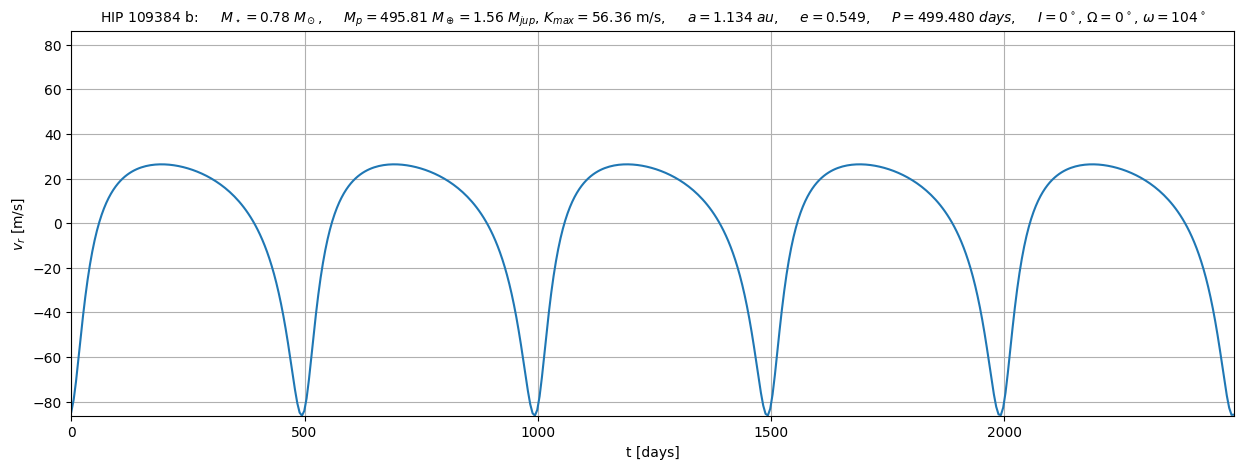 HIP 109384 b: M⋆ = 0.78 M⊙, Mp = 495.81 M⊕ = 1.56 Mjup, Kmax = 56.36 m/s, a = 1.134 au, e = 0.549, P = 499.480 days, I = 0°, Ω = 0°, ω = 104°
80
60
40
20
0
−20
−40
−60
−80
vr [m/s]
0 500 1000 1500 2000
t [days]